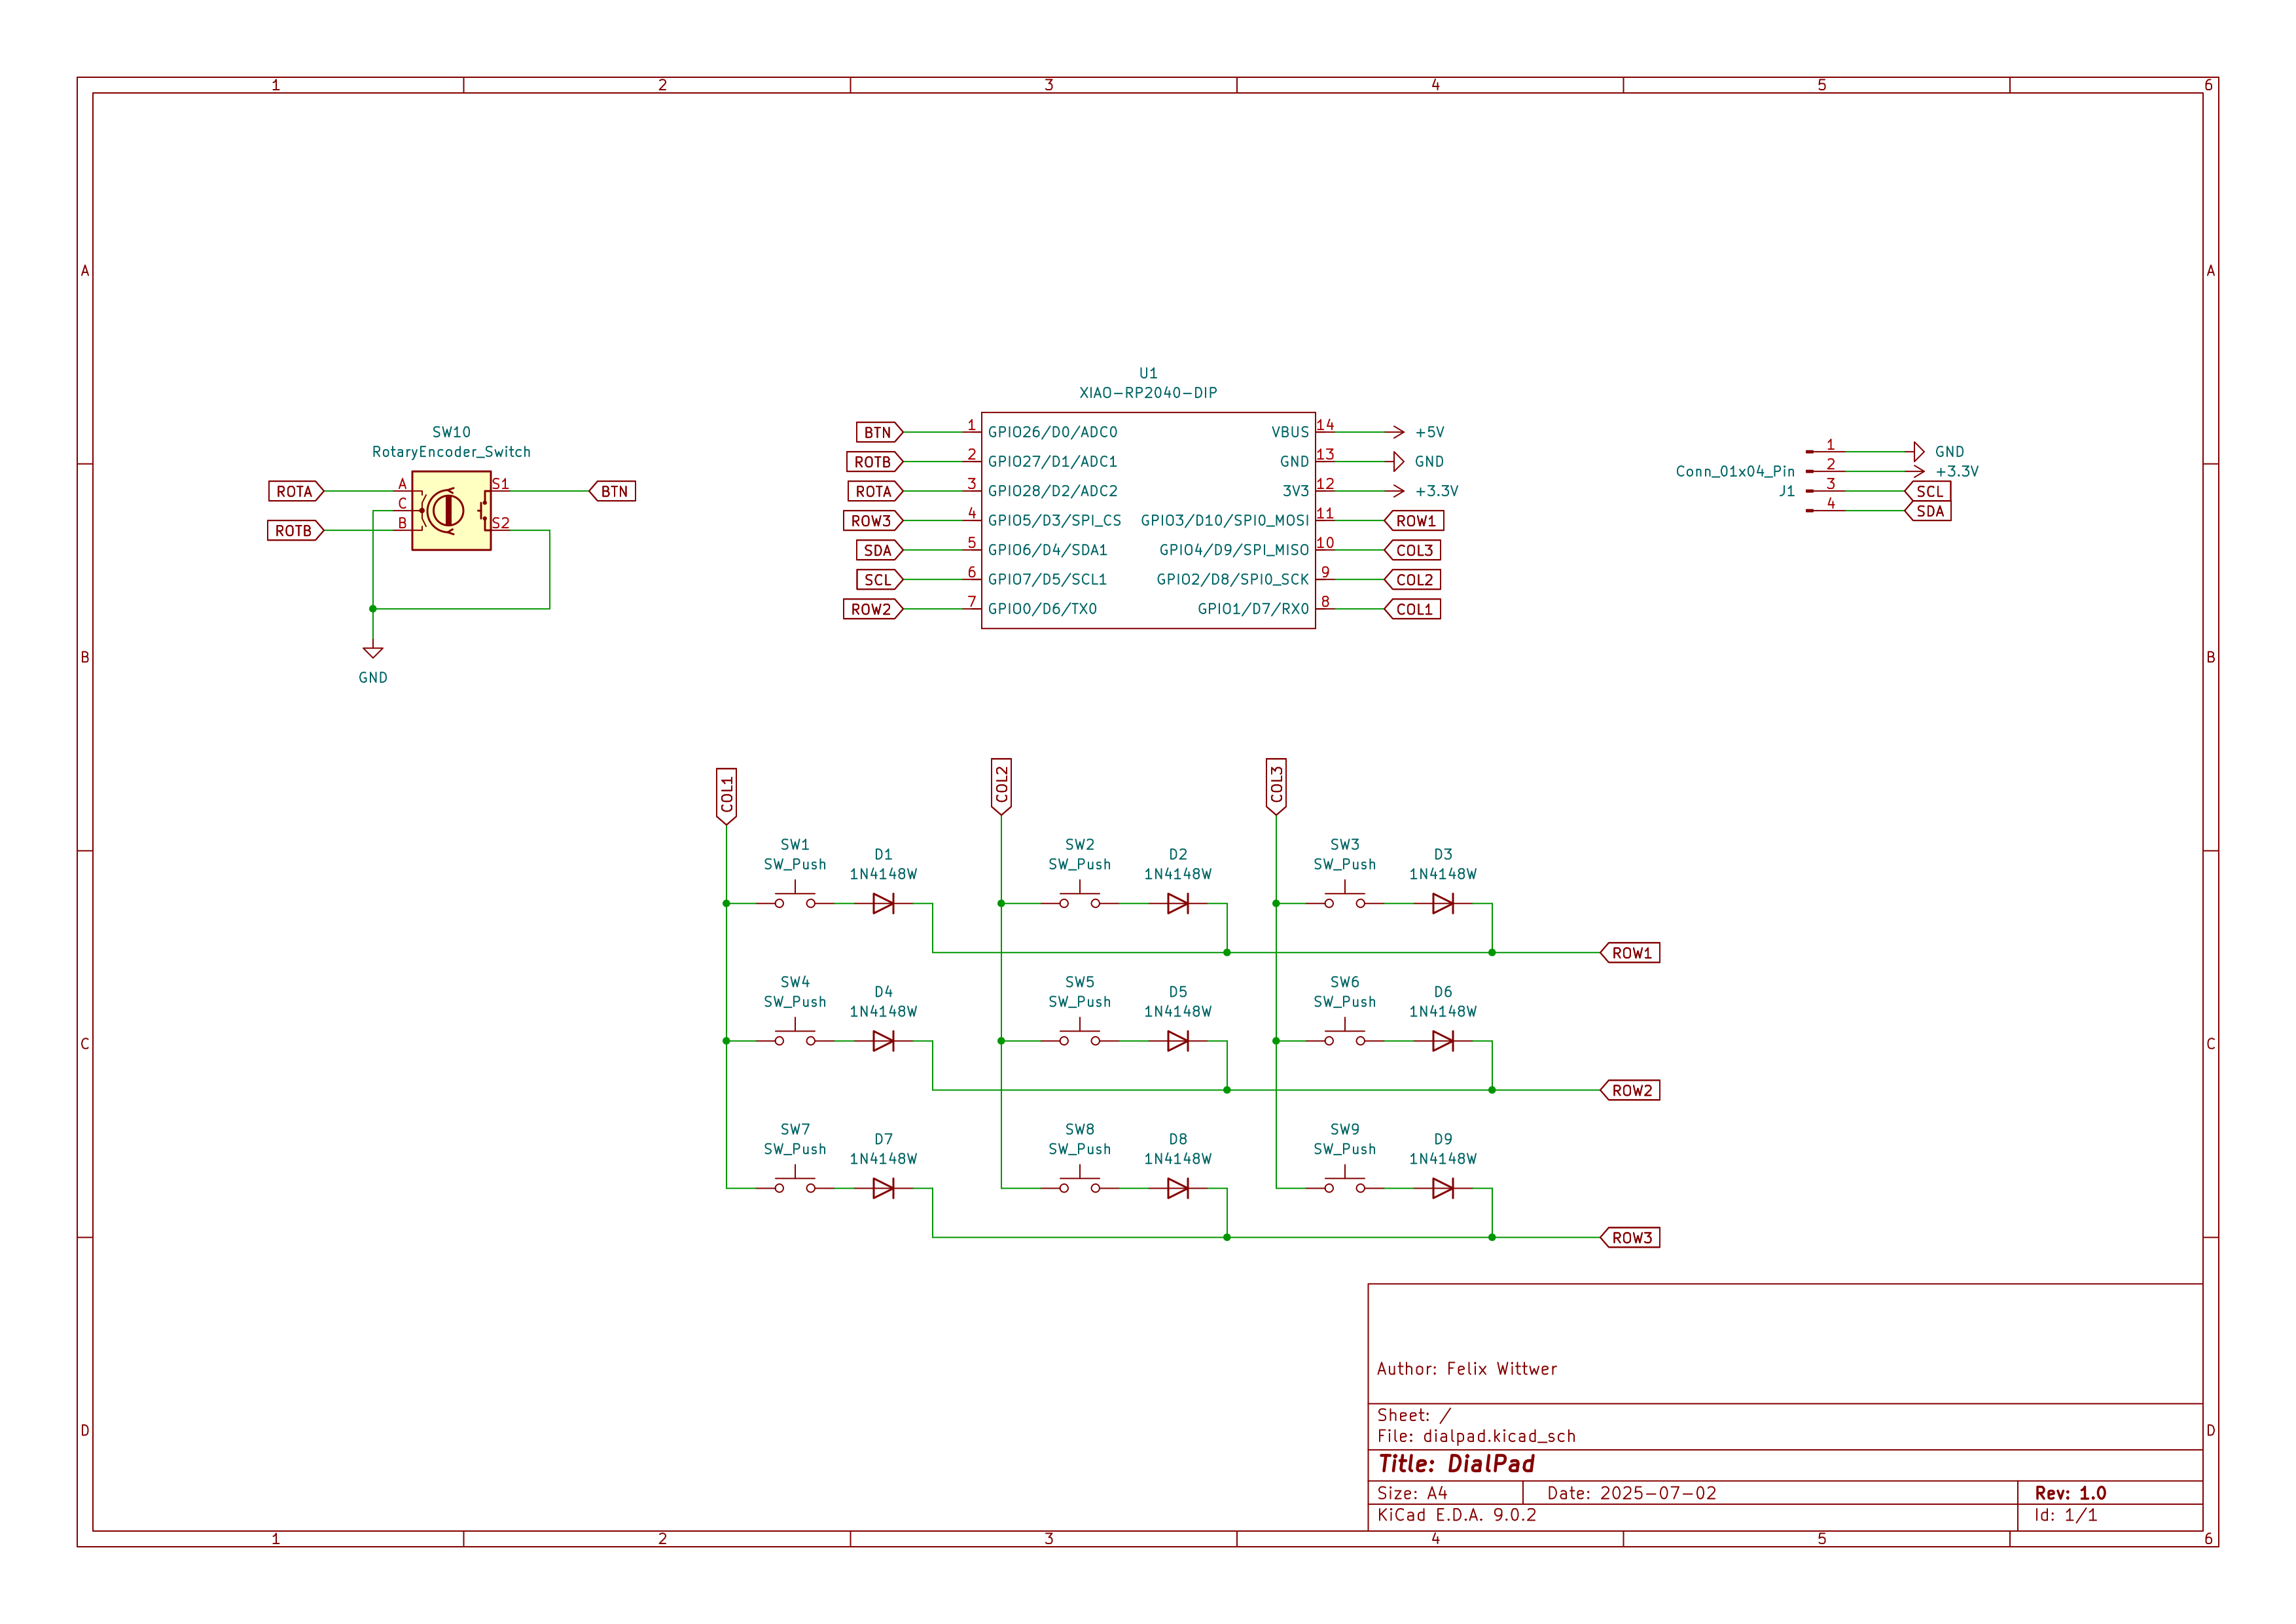 1 2 3 4 5 6
A A
B B
C C
D D
1 2 3 4 5 6
SW10
RotaryEncoder_Switch
ROTA A S1 BTN
C
ROTB B S2
GND
U1
XIAO-RP2040-DIP
BTN 1 GPIO26/D0/ADC0 VBUS 14 +5V
ROTB 2 GPIO27/D1/ADC1 GND 13 GND
ROTA 3 GPIO28/D2/ADC2 3V3 12 +3.3V
ROW3 4 GPIO5/D3/SPI_CS GPIO3/D10/SPI0_MOSI 11 ROW1
SDA 5 GPIO6/D4/SDA1 GPIO4/D9/SPI_MISO 10 COL3
SCL 6 GPIO7/D5/SCL1 GPIO2/D8/SPI0_SCK 9 COL2
ROW2 7 GPIO0/D6/TX0 GPIO1/D7/RX0 8 COL1
1 GND
Conn_01x04_Pin 2 +3.3V
J1 3 SCL
4 SDA
COL1 COL2 COL3
SW1 SW2 SW3
SW_Push D1 SW_Push D2 SW_Push D3
1N4148W 1N4148W 1N4148W
ROW1
SW4 SW5 SW6
SW_Push D4 SW_Push D5 SW_Push D6
1N4148W 1N4148W 1N4148W
ROW2
SW7 SW8 SW9
SW_Push D7 SW_Push D8 SW_Push D9
1N4148W 1N4148W 1N4148W
ROW3
Author: Felix Wittwer
Sheet: /
File: dialpad.kicad_sch
Title: DialPad
Size: A4 Date: 2025-07-02 Rev: 1.0
KiCad E.D.A. 9.0.2 Id: 1/1